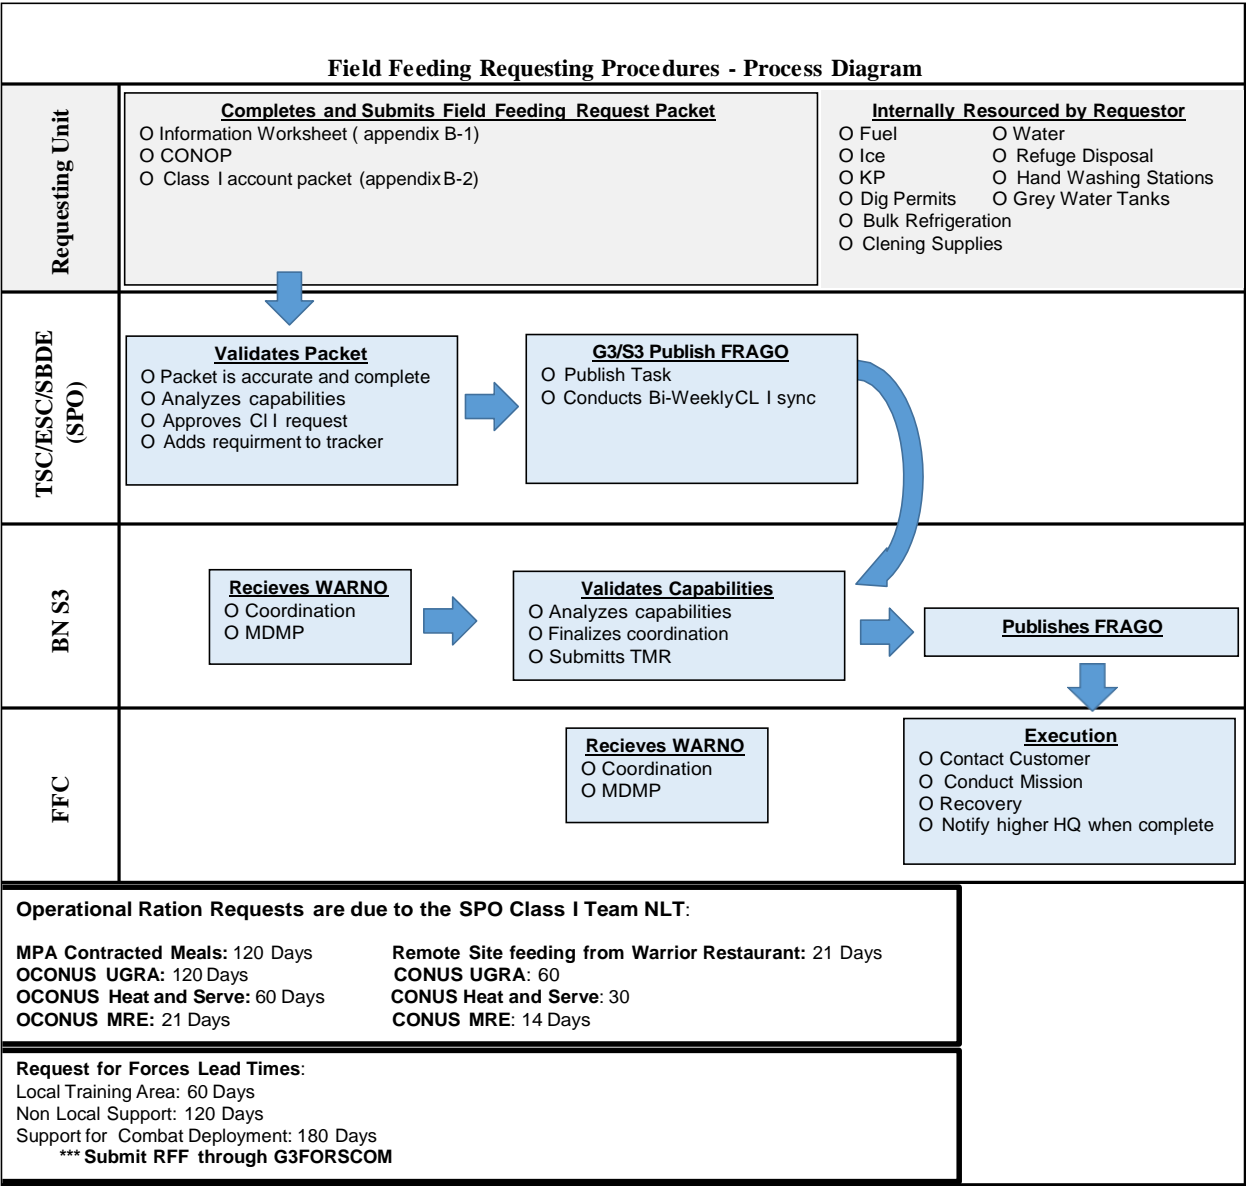 Field Feeding Requesting Procedures - Process Diagram
Requesting Unit
Completes and Submits Field Feeding Request Packet
O Information Worksheet ( appendix B-1)
O CONOP
O Class I account packet (appendix B-2)
Internally Resourced by Requestor
O Fuel O Water
O Ice O Refuge Disposal
O KP O Hand Washing Stations
O Dig Permits O Grey Water Tanks
O Bulk Refrigeration
O Clening Supplies
TSC/ESC/SBDE
(SPO)
Validates Packet
O Packet is accurate and complete
O Analyzes capabilities
O Approves Cl I request
O Adds requirment to tracker
G3/S3 Publish FRAGO
O Publish Task
O Conducts Bi-Weekly CL I sync
BN S3
Recieves WARNO
O Coordination
O MDMP
Validates Capabilities
O Analyzes capabilities
O Finalizes coordination
O Submitts TMR
Publishes FRAGO
FFC
Recieves WARNO
O Coordination
O MDMP
Execution
O Contact Customer
O Conduct Mission
O Recovery
O Notify higher HQ when complete
Operational Ration Requests are due to the SPO Class I Team NLT:
MPA Contracted Meals: 120 Days Remote Site feeding from Warrior Restaurant: 21 Days
OCONUS UGRA: 120 Days CONUS UGRA: 60
OCONUS Heat and Serve: 60 Days CONUS Heat and Serve: 30
OCONUS MRE: 21 Days CONUS MRE: 14 Days
Request for Forces Lead Times:
Local Training Area: 60 Days
Non Local Support: 120 Days
Support for Combat Deployment: 180 Days
*** Submit RFF through G3FORSCOM